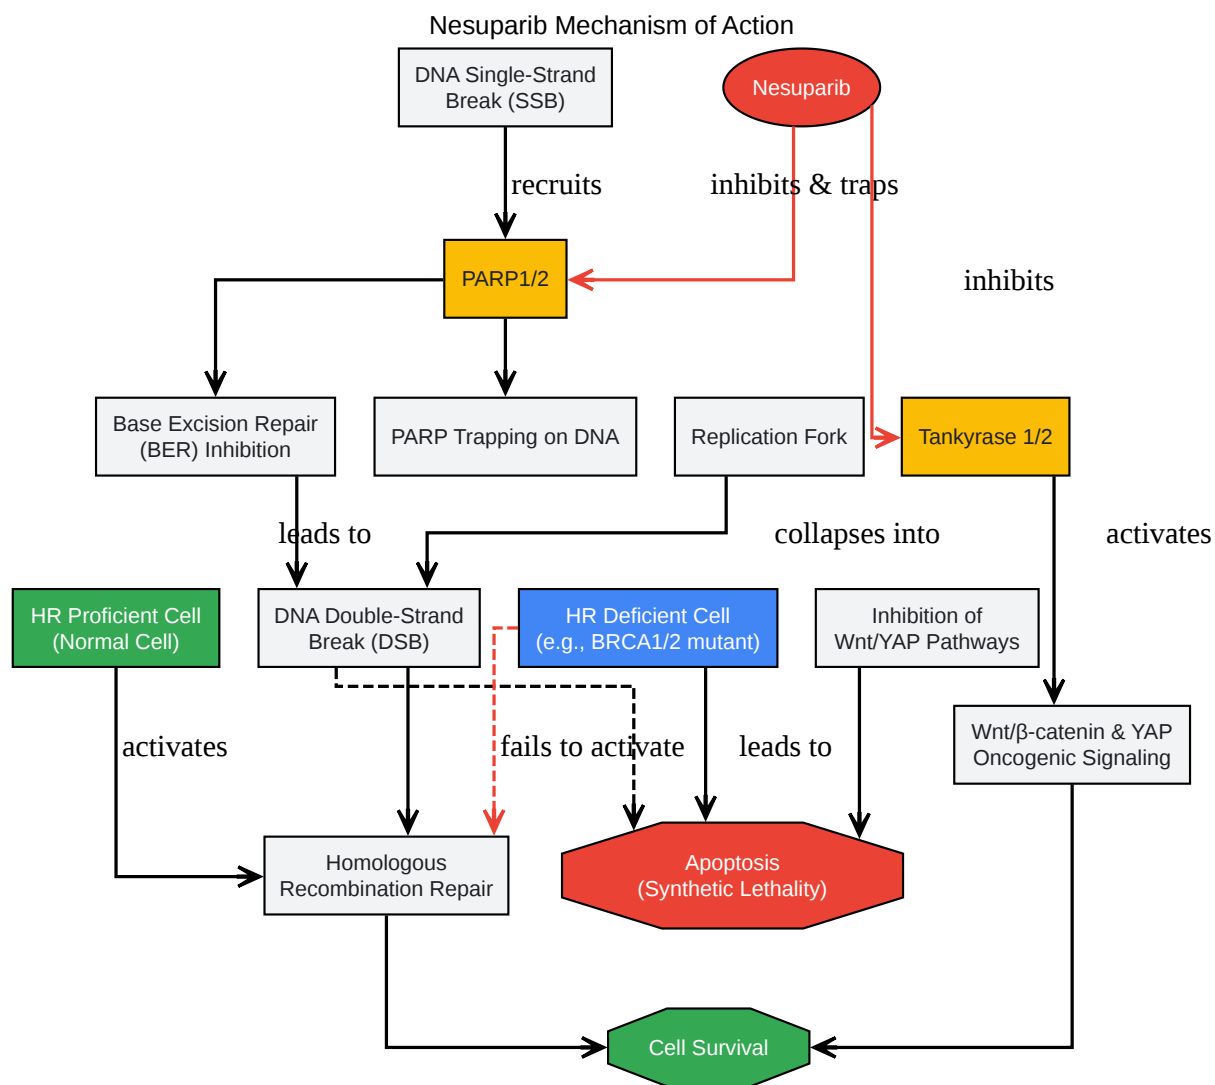 Nesuparib Mechanism of Action
DNA Single-Strand
Break (SSB)
Nesuparib
recruits
inhibits & traps
PARP1/2
inhibits
Base Excision Repair
(BER) Inhibition
PARP Trapping on DNA
Replication Fork
Tankyrase 1/2
leads to
collapses into
activates
HR Proficient Cell
(Normal Cell)
DNA Double-Strand
Break (DSB)
HR Deficient Cell
(e.g., BRCA1/2 mutant)
Inhibition of
Wnt/YAP Pathways
activates
fails to activate
leads to
Wnt/β-catenin & YAP
Oncogenic Signaling
Homologous
Recombination Repair
Apoptosis
(Synthetic Lethality)
Cell Survival